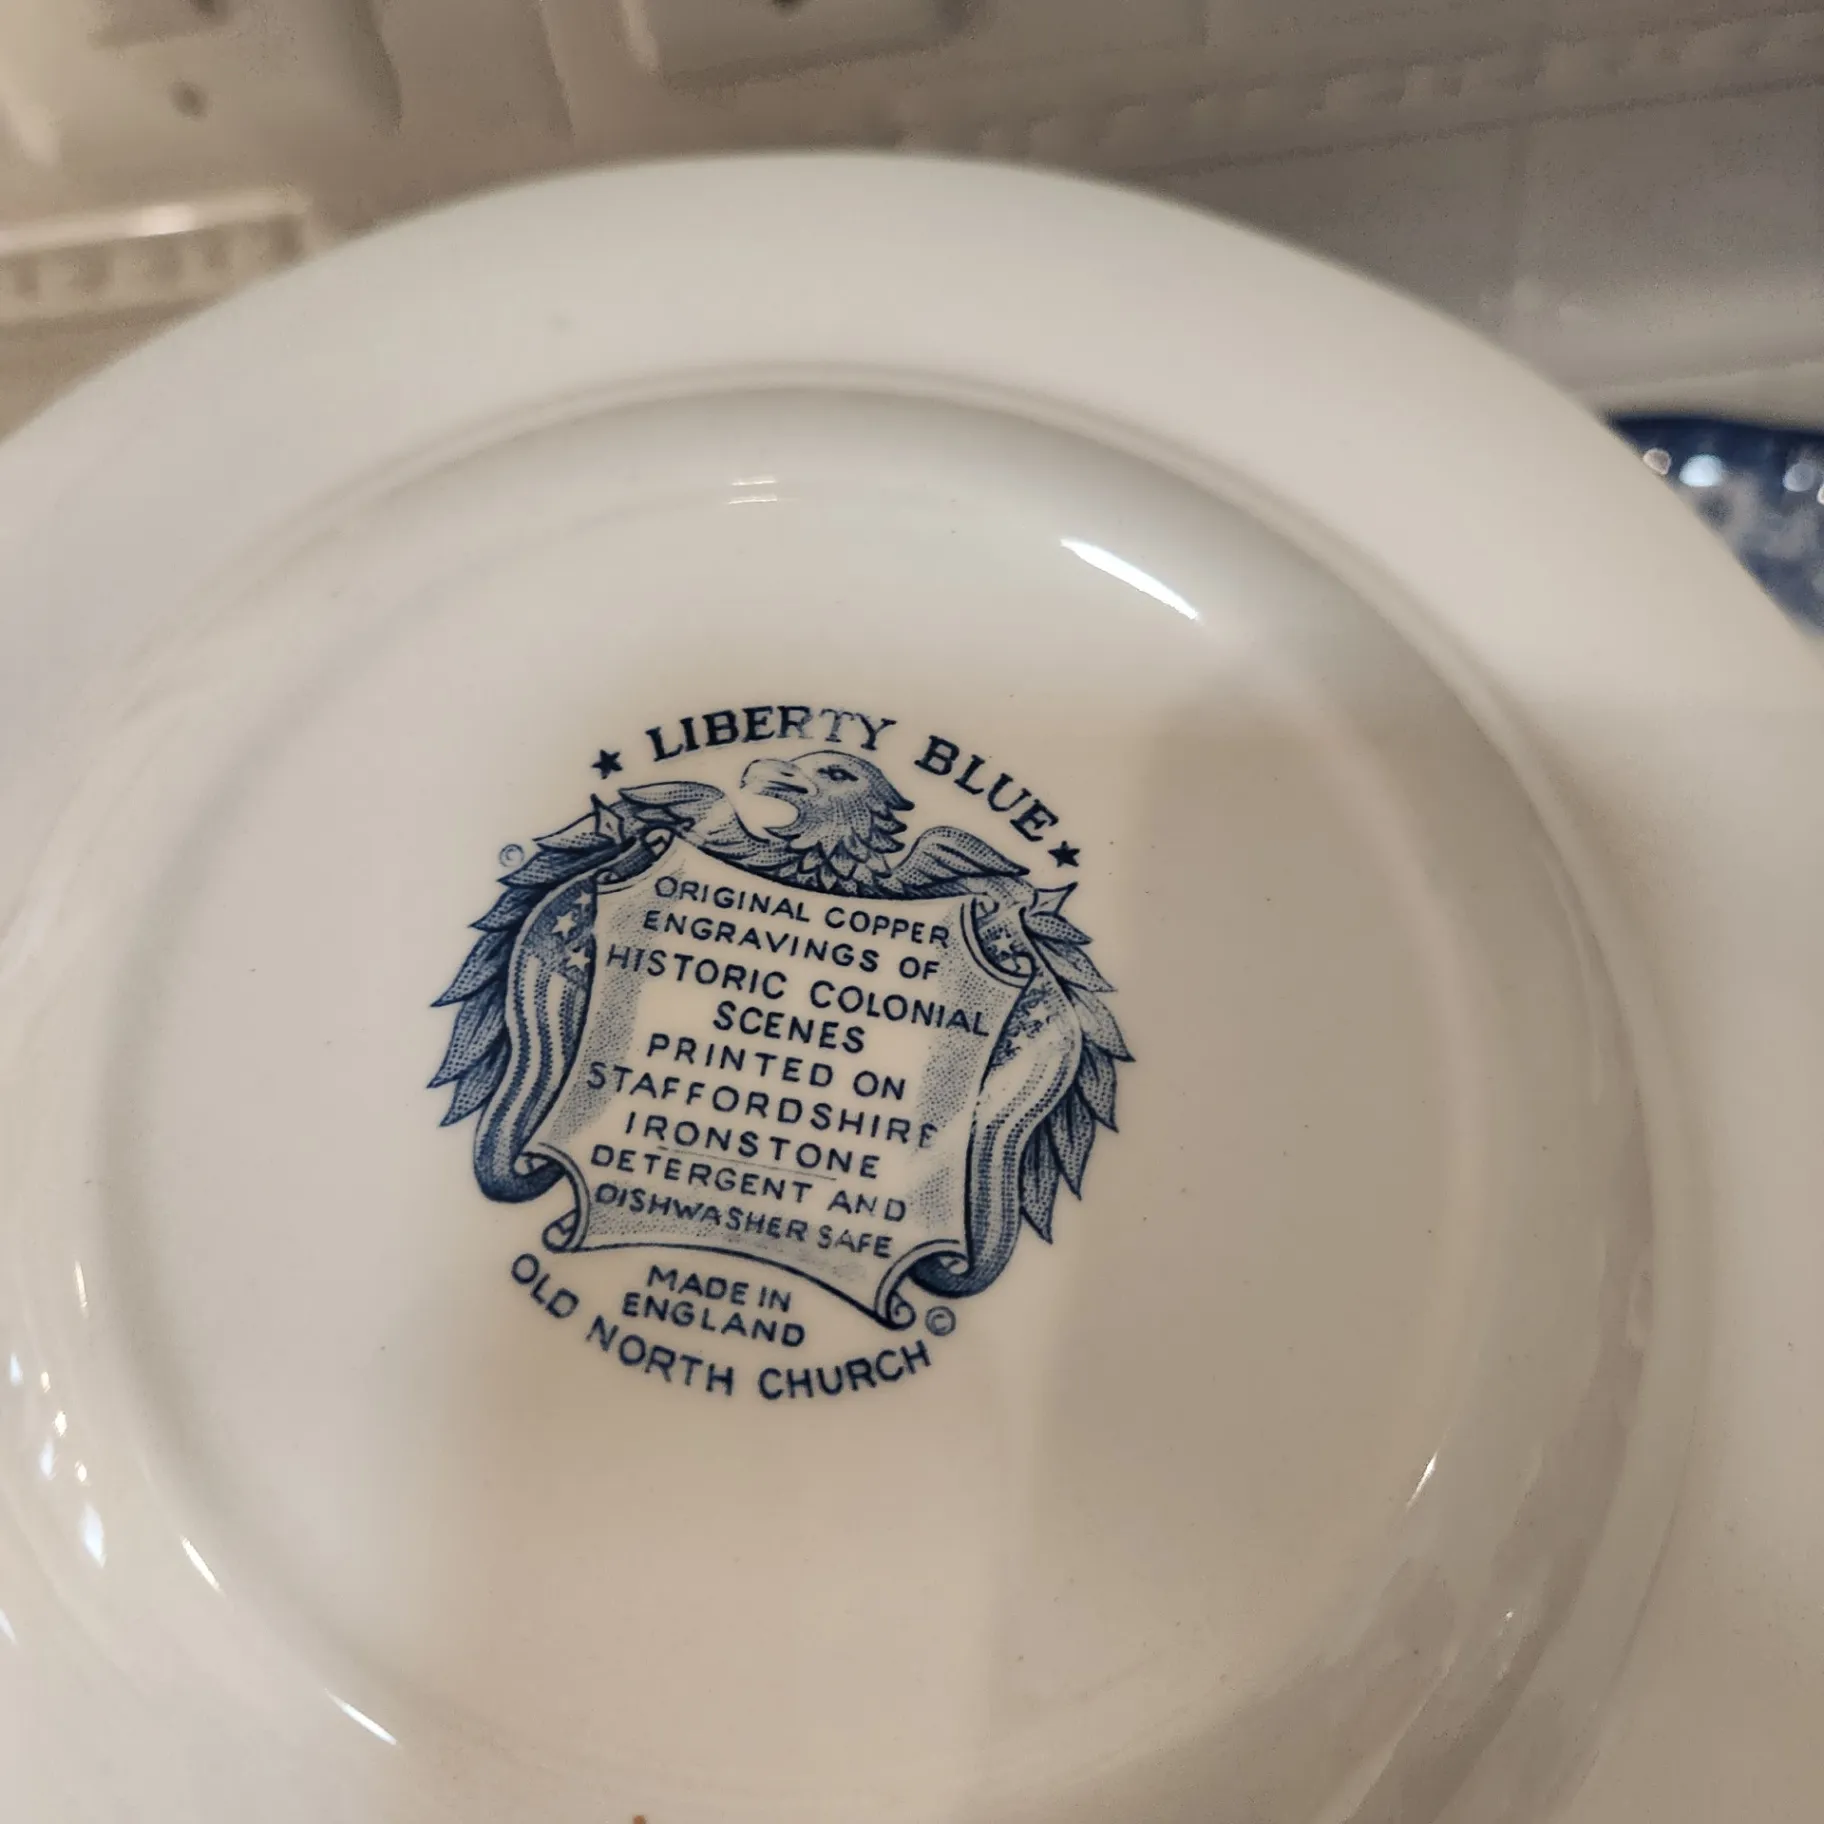 ★ LIBERTY BLUE ★
©
ORIGINAL COPPER
ENGRAVINGS OF
HISTORIC COLONIAL
SCENES
PRINTED ON
STAFFORDSHIRE
IRONSTONE
DETERGENT AND
DISHWASHER SAFE
MADE IN
ENGLAND
©
OLD NORTH CHURCH